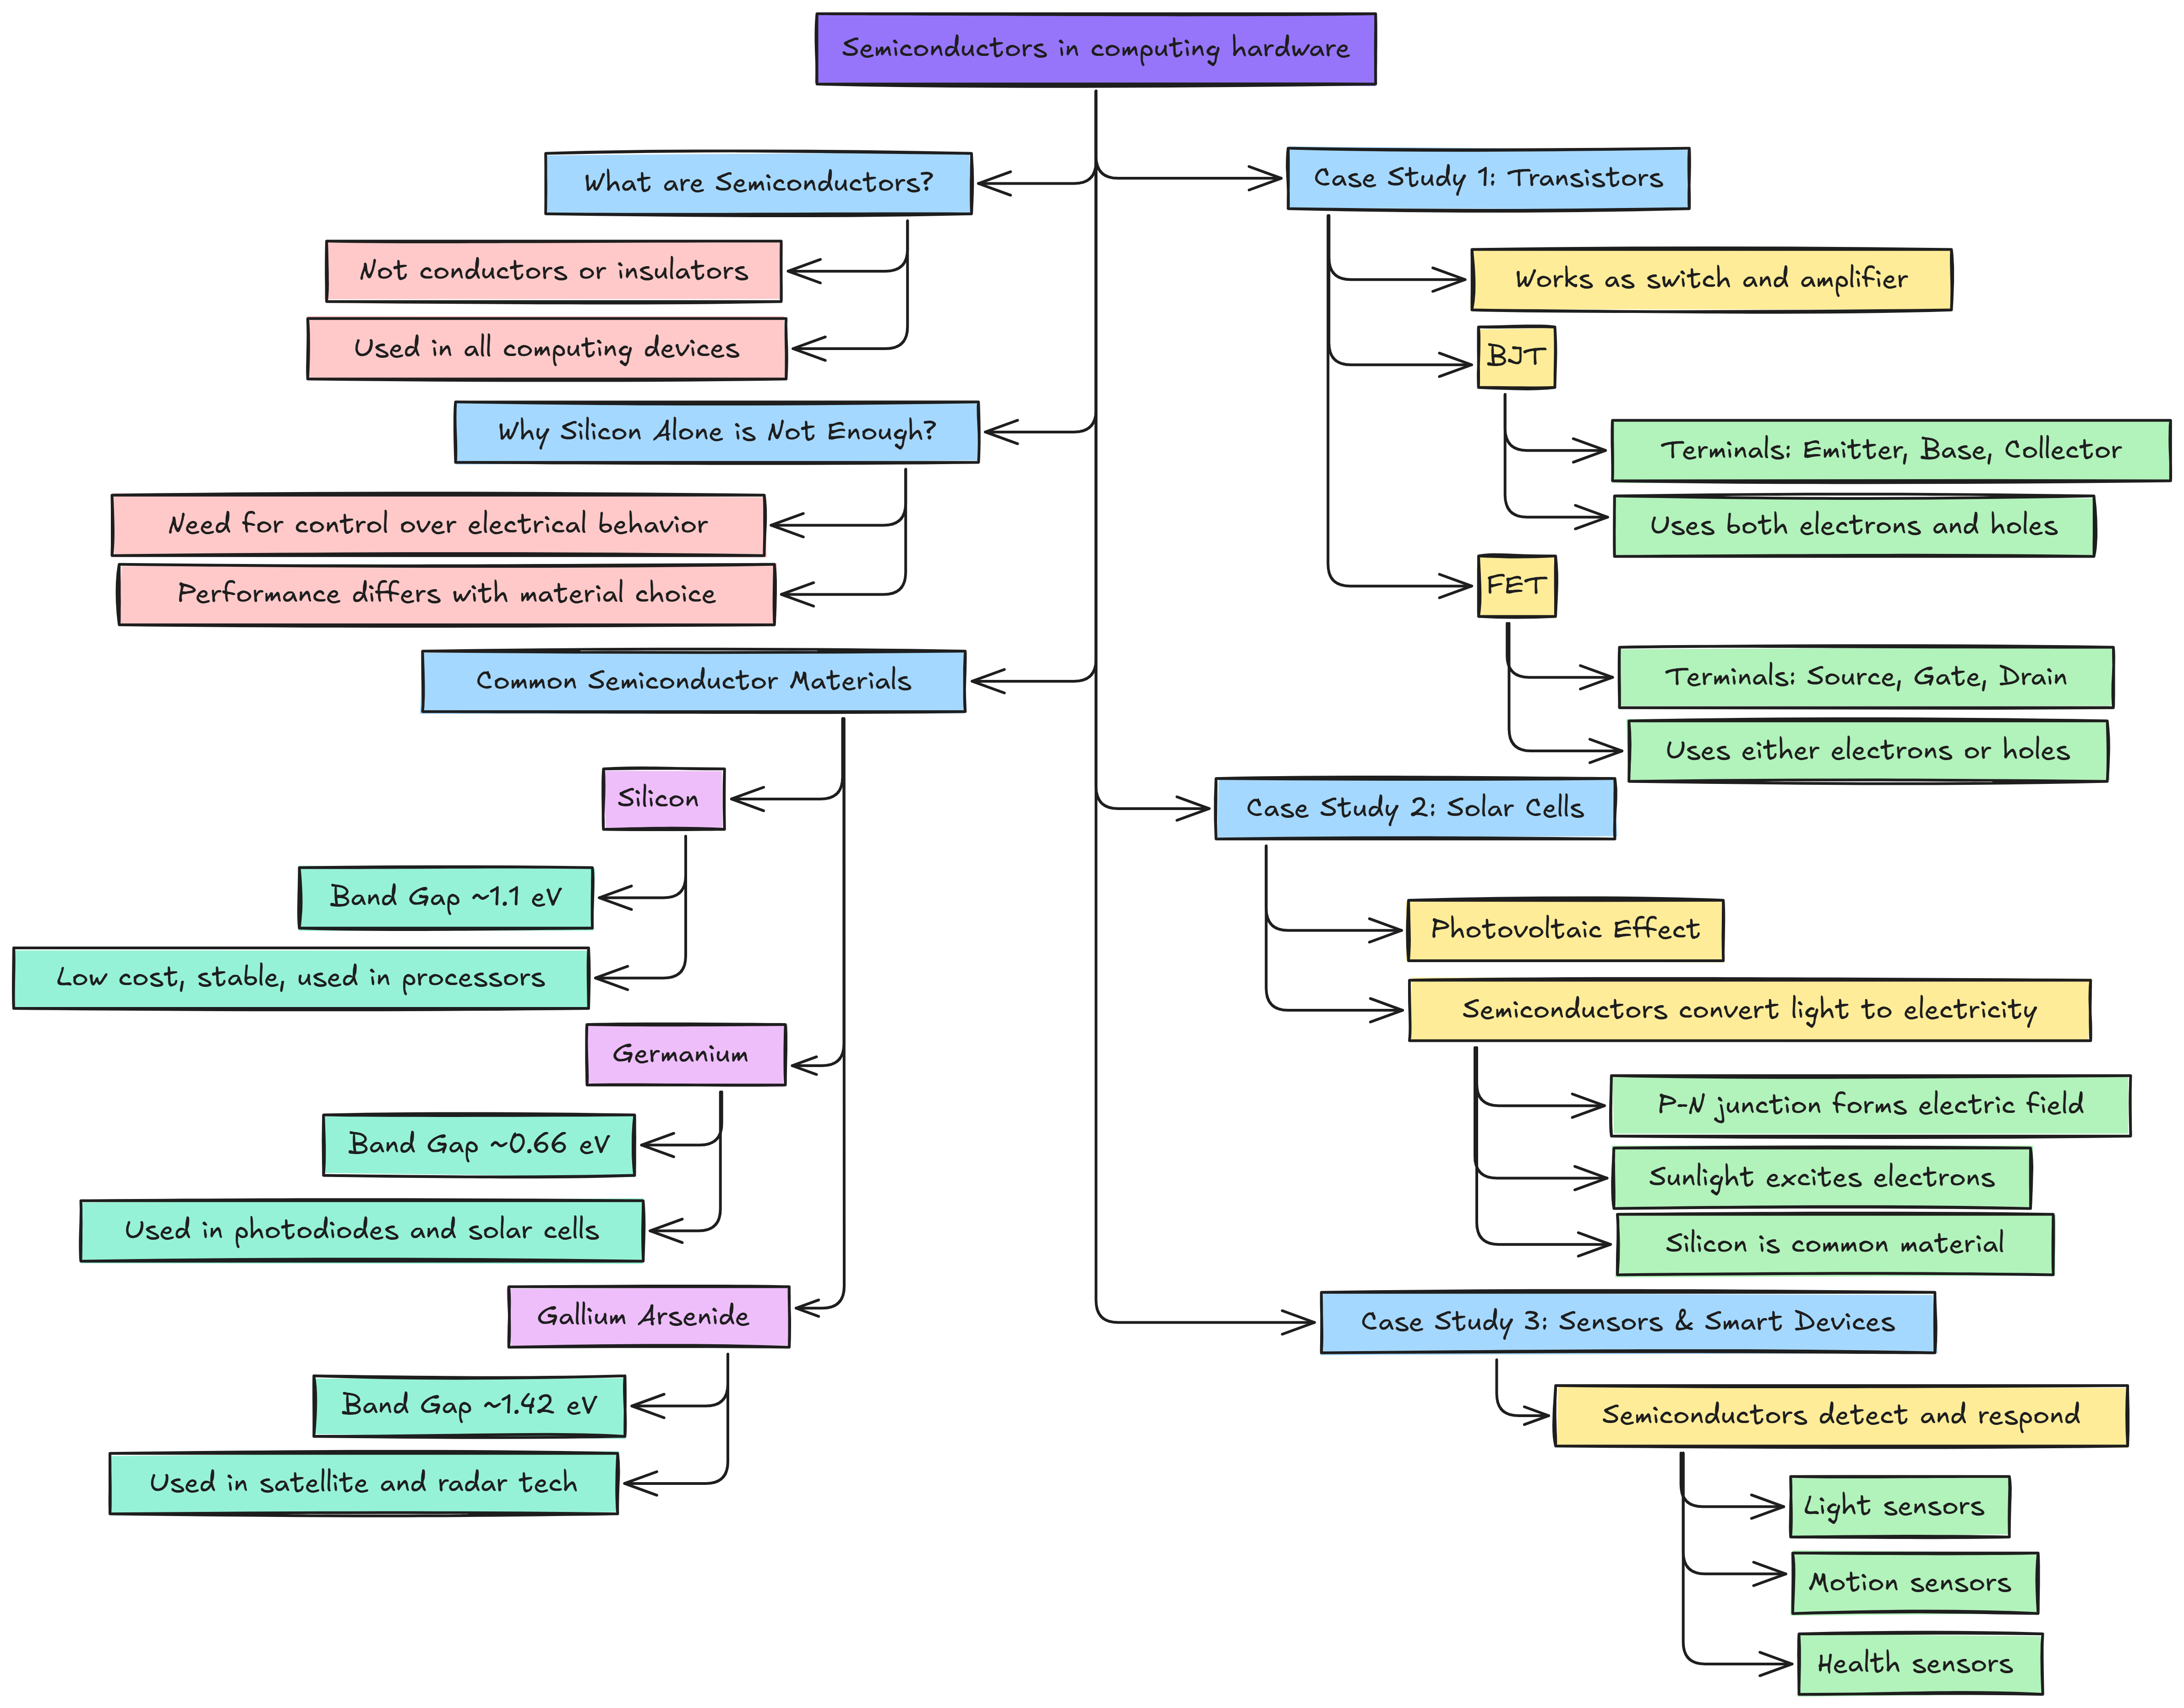 Semiconductors in computing hardware
What are Semiconductors?
Not conductors or insulators
Used in all computing devices
Why Silicon Alone is Not Enough?
Need for control over electrical behavior
Performance differs with material choice
Common Semiconductor Materials
Silicon
Band Gap ~1.1 eV
Low cost, stable, used in processors
Germanium
Band Gap ~0.66 eV
Used in photodiodes and solar cells
Gallium Arsenide
Band Gap ~1.42 eV
Used in satellite and radar tech
Case Study 1: Transistors
Works as switch and amplifier
BJT
Terminals: Emitter, Base, Collector
Uses both electrons and holes
FET
Terminals: Source, Gate, Drain
Uses either electrons or holes
Case Study 2: Solar Cells
Photovoltaic Effect
Semiconductors convert light to electricity
P-N junction forms electric field
Sunlight excites electrons
Silicon is common material
Case Study 3: Sensors & Smart Devices
Semiconductors detect and respond
Light sensors
Motion sensors
Health sensors